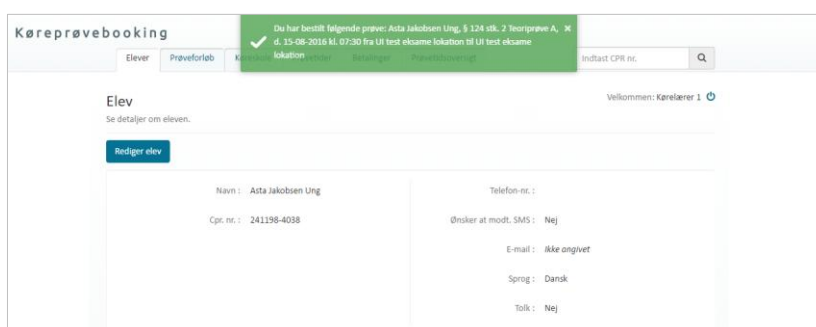 Køreprøvebooking
Du har bestilt følgende prøve: Asta Jakobsen Ung, § 124 stk. 2 Teoriprøve A, ×
d. 15-08-2016 kl. 07:30 fra UI test eksame lokation til UI test eksame
lokation
Elever Prøveforløb Betalinger Prøvetidsoversigt Indtast CPR nr.
Elev
Velkommen: Kørelærer 1
Se detaljer om eleven.
Rediger elev
Navn : Asta Jakobsen Ung
Telefon-nr. :
Cpr. nr. : 241198-4038
Ønsker at modt. SMS : Nej
E-mail : Ikke angivet
Sprog : Dansk
Tolk : Nej